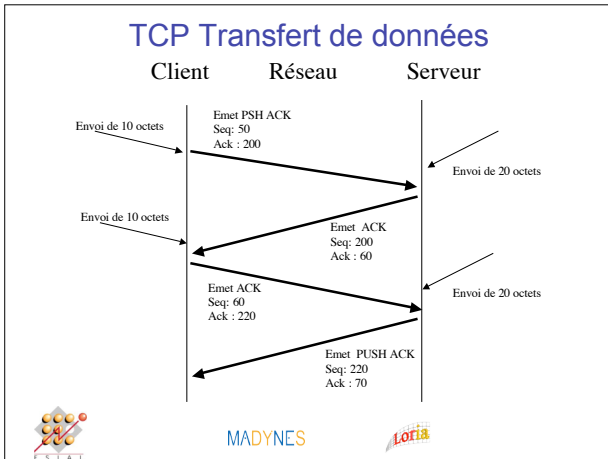 TCP Transfert de données
Client Réseau Serveur
Emet PSH ACK
Seq: 50
Ack : 200
Envoi de 10 octets
Envoi de 20 octets
Envoi de 10 octets
Emet ACK
Seq: 200
Ack : 60
Emet ACK
Seq: 60
Ack : 220
Envoi de 20 octets
Emet PUSH ACK
Seq: 220
Ack : 70
ESIAL
MADYNES
Loria